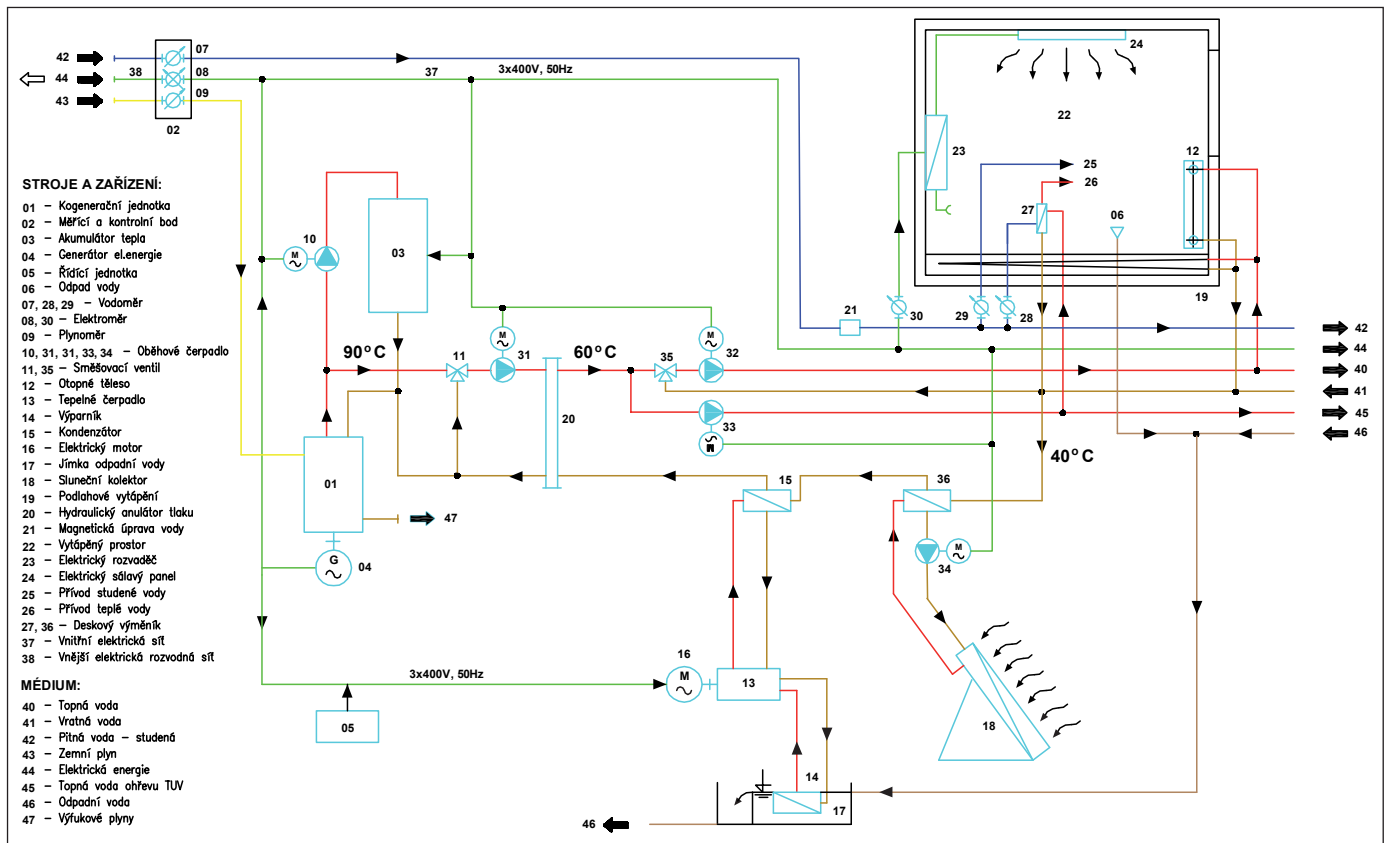 42
07
24
38
44
08
37
3x400V, 50Hz
43
09
02
22
23
12
25
26
27
06
STROJE A ZAŘÍZENÍ:
01 – Kogenerační jednotka
02 – Měřící a kontrolní bod
03 – Akumulátor tepla
04 – Generátor el.energie
05 – Řídící jednotka
06 – Odpad vody
07, 28, 29 – Vodoměr
08, 30 – Elektroměr
09 – Plynoměr
10, 31, 31, 33, 34 – Oběhové čerpadlo
11, 35 – Směšovací ventil
12 – Otopné těleso
13 – Tepelné čerpadlo
14 – Výparník
15 – Kondenzátor
16 – Elektrický motor
17 – Jímka odpadní vody
18 – Sluneční kolektor
19 – Podlahové vytápění
20 – Hydraulický anulátor tlaku
21 – Magnetická úprava vody
22 – Vytápěný prostor
23 – Elektrický rozvaděč
24 – Elektrický sálavý panel
25 – Přívod studené vody
26 – Přívod teplé vody
27, 36 – Deskový výměník
37 – Vnitřní elektrická síť
38 – Vnější elektrická rozvodná síť
MÉDIUM:
40 – Topná voda
41 – Vratná voda
42 – Pitná voda – studená
43 – Zemní plyn
44 – Elektrická energie
45 – Topná voda ohřevu TUV
46 – Odpadní voda
47 – Výfukové plyny
10
M
03
19
21
30
29
28
42
M
M
44
90°C
11
31
60°C
35
32
40
41
20
33
M
45
46
40°C
01
15
36
47
G
04
M
34
16
M
3x400V, 50Hz
13
05
18
14
17
46